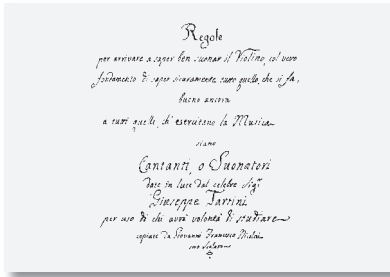 Regole
per arrivare a saper ben suonar il Violino, col vero
fondamento di saper sicuramente tutto quello, che si fa,
buono ancora
a tutti quelli, ch'esercitano la Musica
siano
Cantanti, o Suonatori
date in luce dal celebre Sigr
Giuseppe Tartini
per uso di chi avrà volontà di studiare
copiate da Giovanni Francesco Nicolai
suo Scolaro